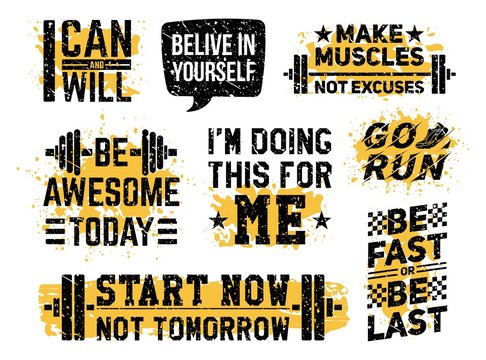 I CAN
AND
WILL
BELIVE IN
YOURSELF
MAKE
MUSCLES
NOT EXCUSES
BE
AWESOME
TODAY
I'M DOING
THIS FOR
ME
GO
RUN
START NOW
NOT TOMORROW
BE
FAST
OR
BE
LAST